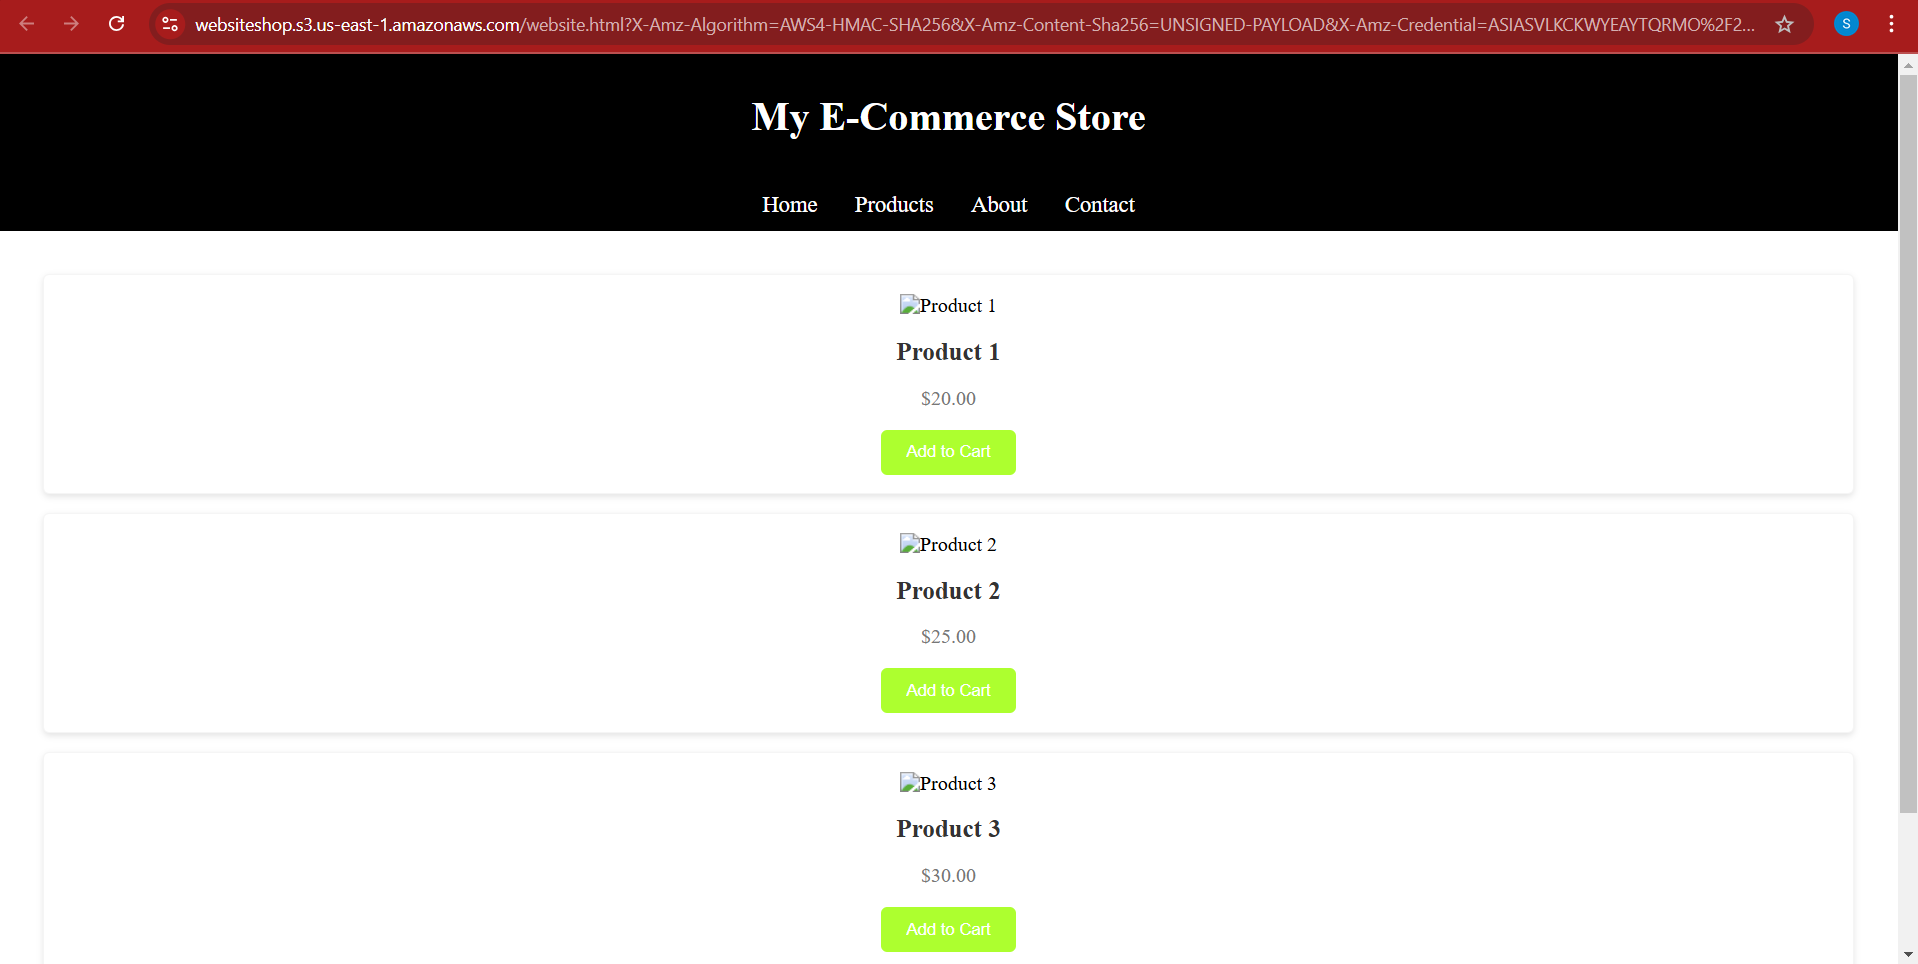 websiteshop.s3.us-east-1.amazonaws.com/website.html?X-Amz-Algorithm=AWS4-HMAC-SHA256&X-Amz-Content-Sha256=UNSIGNED-PAYLOAD&X-Amz-Credential=ASIASVLKCKWYEAYTQRMO%2F2...
S
My E-Commerce Store
Home Products About Contact
Product 1
Product 1
$20.00
Add to Cart
Product 2
Product 2
$25.00
Add to Cart
Product 3
Product 3
$30.00
Add to Cart